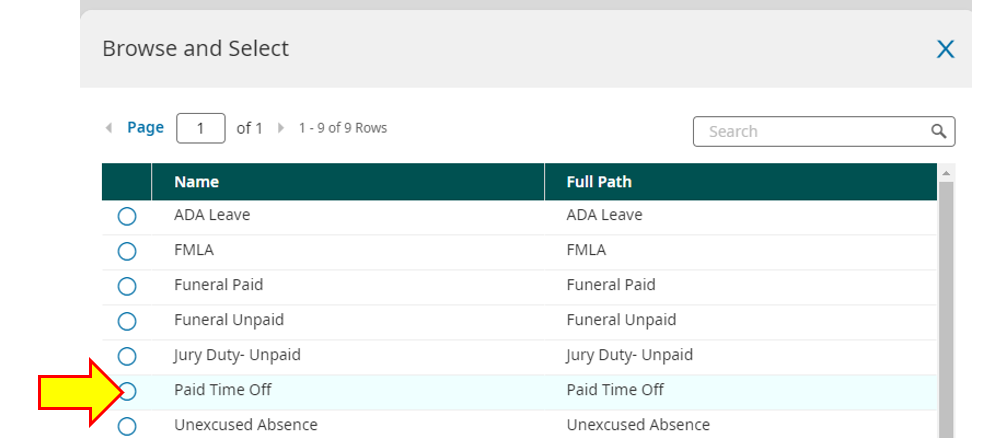 Browse and Select X
Page 1 of 1 1 - 9 of 9 Rows Search
Name Full Path
ADA Leave ADA Leave
FMLA FMLA
Funeral Paid Funeral Paid
Funeral Unpaid Funeral Unpaid
Jury Duty- Unpaid Jury Duty- Unpaid
Paid Time Off Paid Time Off
Unexcused Absence Unexcused Absence